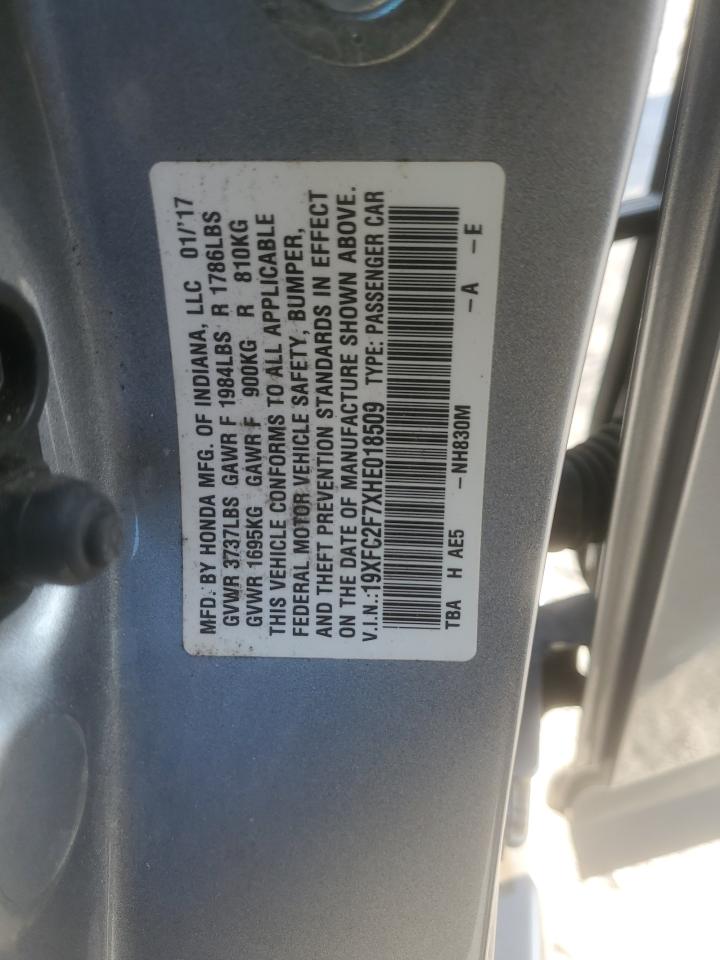 MFD. BY HONDA MFG. OF INDIANA, LLC 01/'17
GVWR 3737LBS GAWR F 1984LBS R 1786LBS
GVWR 1695KG GAWR F 900KG R 810KG
THIS VEHICLE CONFORMS TO ALL APPLICABLE
FEDERAL MOTOR VEHICLE SAFETY, BUMPER,
AND THEFT PREVENTION STANDARDS IN EFFECT
ON THE DATE OF MANUFACTURE SHOWN ABOVE.
V.I.N.:19XFC2F7XHE018509 TYPE: PASSENGER CAR
TBA H AE5 -NH830M -A -E